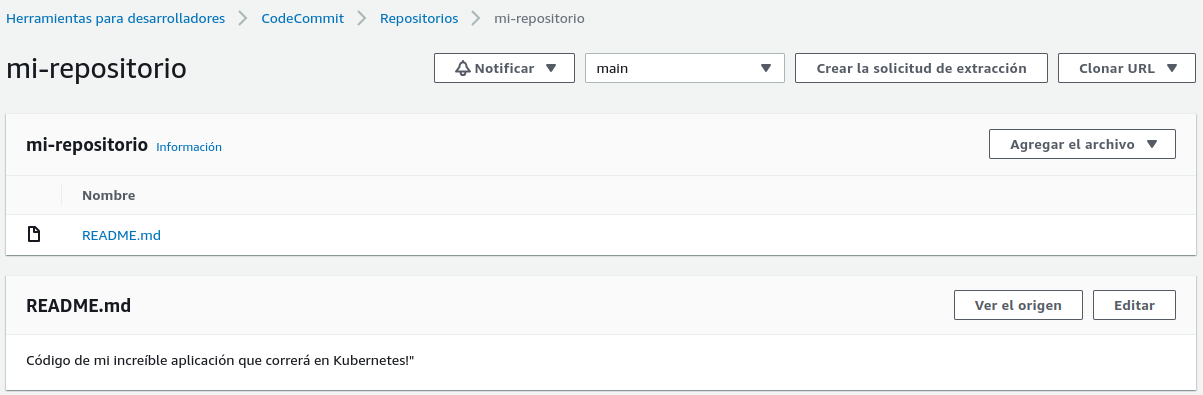 Herramientas para desarrolladores CodeCommit Repositorios mi-repositorio
mi-repositorio Notificar main Crear la solicitud de extracción Clonar URL
mi-repositorio Información Agregar el archivo
Nombre
README.md
README.md Ver el origen Editar
Código de mi increíble aplicación que correrá en Kubernetes!"